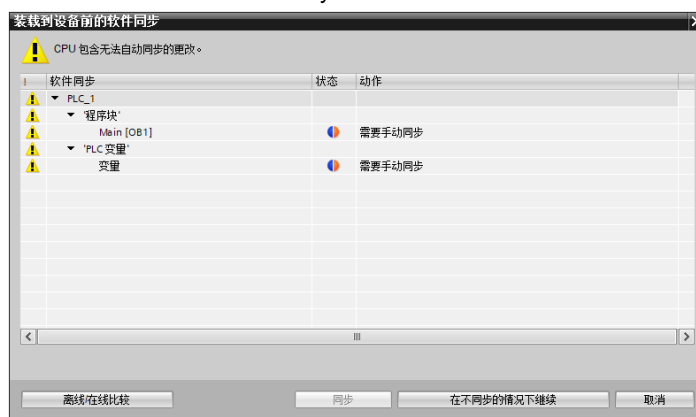 装载到设备前的软件同步
CPU 包含无法自动同步的更改。
! 软件同步 状态 动作
PLC_1
'程序块'
Main [OB1] 需要手动同步
'PLC 变量'
变量 需要手动同步
离线/在线比较 同步 在不同步的情况下继续 取消